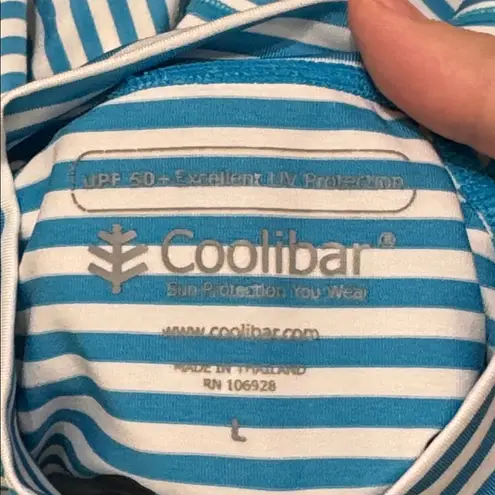 UPF 50+ Excellent UV Protection
Coolibar®
Sun Protection You Wear
www.coolibar.com
MADE IN THAILAND
RN 106928
L